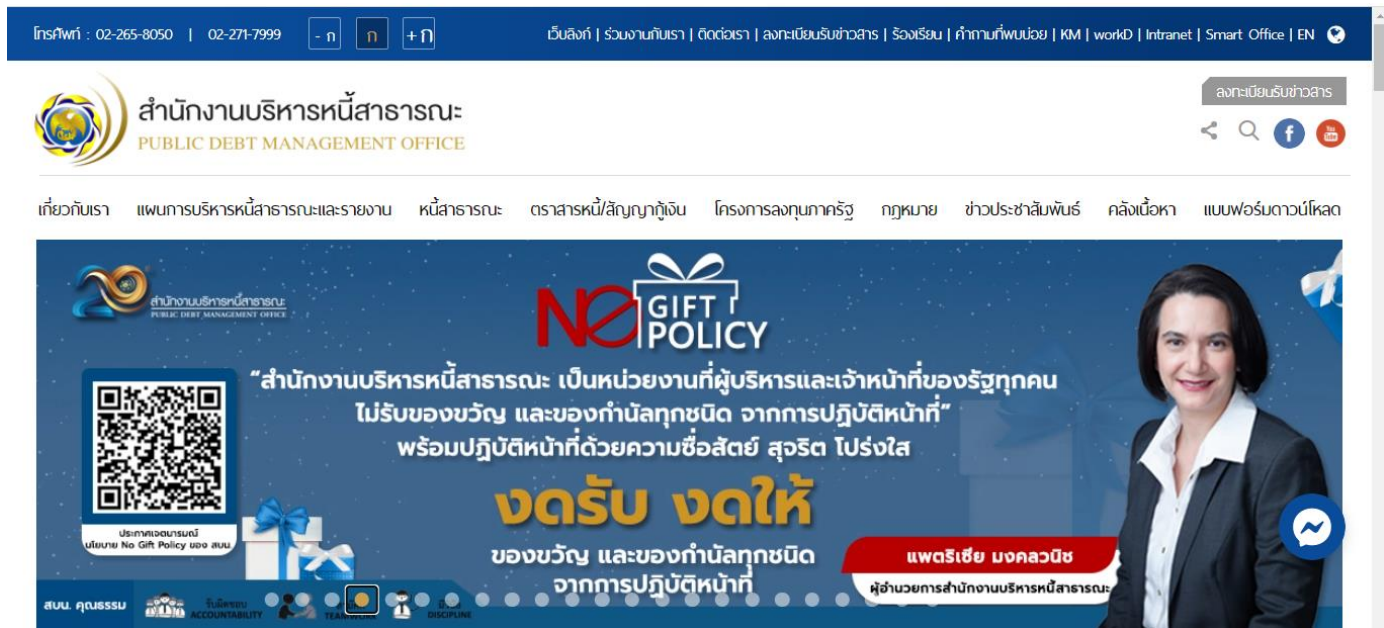 โทรศัพท์ : 02-265-8050 | 02-271-7999 - ก ก +ก เว็บลิงก์ | ร่วมงานกับเรา | ติดต่อเรา | ลงทะเบียนรับข่าวสาร | ร้องเรียน | คำถามที่พบบ่อย | KM | workD | Intranet | Smart Office | EN
ลงทะเบียนรับข่าวสาร
สำนักงานบริหารหนี้สาธารณะ
PUBLIC DEBT MANAGEMENT OFFICE
เกี่ยวกับเรา แผนการบริหารหนี้สาธารณะและรายงาน หนี้สาธารณะ ตราสารหนี้/สัญญากู้เงิน โครงการลงทุนภาครัฐ กฎหมาย ข่าวประชาสัมพันธ์ คลังเนื้อหา แบบฟอร์มดาวน์โหลด
20
สำนักงานบริหารหนี้สาธารณะ
PUBLIC DEBT MANAGEMENT OFFICE
NO GIFT
POLICY
"สำนักงานบริหารหนี้สาธารณะ เป็นหน่วยงานที่ผู้บริหารและเจ้าหน้าที่ของรัฐทุกคน
ไม่รับของขวัญ และของกำนัลทุกชนิด จากการปฏิบัติหน้าที่"
พร้อมปฏิบัติหน้าที่ด้วยความซื่อสัตย์ สุจริต โปร่งใส
งดรับ งดให้
ของขวัญ และของกำนัลทุกชนิด
จากการปฏิบัติหน้าที่
ประกาศเจตนารมณ์
นโยบาย No Gift Policy ของ สบน.
แพตริเซีย มงคลวนิช
ผู้อำนวยการสำนักงานบริหารหนี้สาธารณะ
สบน. คุณธรรม
รับผิดชอบ
ACCOUNTABILITY
TEAMWORK
DISCIPLINE